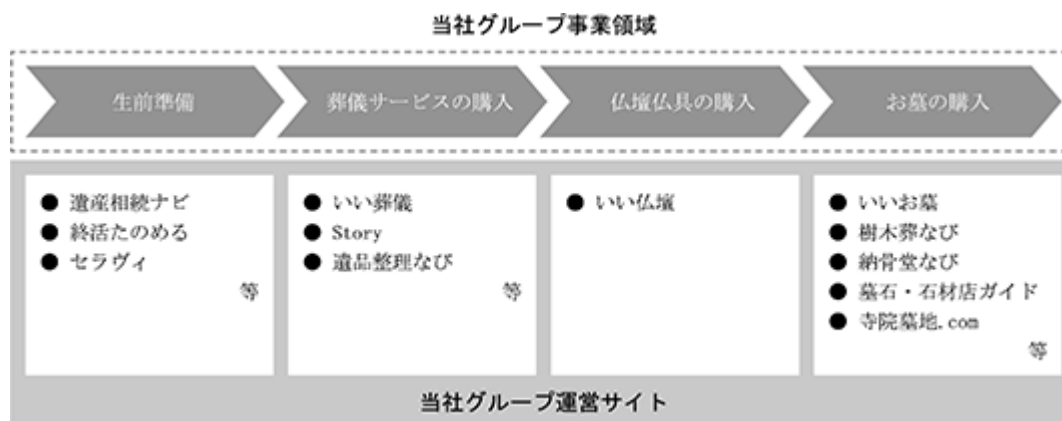 当社グループ事業領域
生前準備
葬儀サービスの購入
仏壇仏具の購入
お墓の購入
● 遺産相続ナビ
● 終活たのめる
● セラヴィ
等
● いい葬儀
● Story
● 遺品整理なび
等
● いい仏壇
● いいお墓
● 樹木葬なび
● 納骨堂なび
● 墓石・石材店ガイド
● 寺院墓地.com
等
当社グループ運営サイト